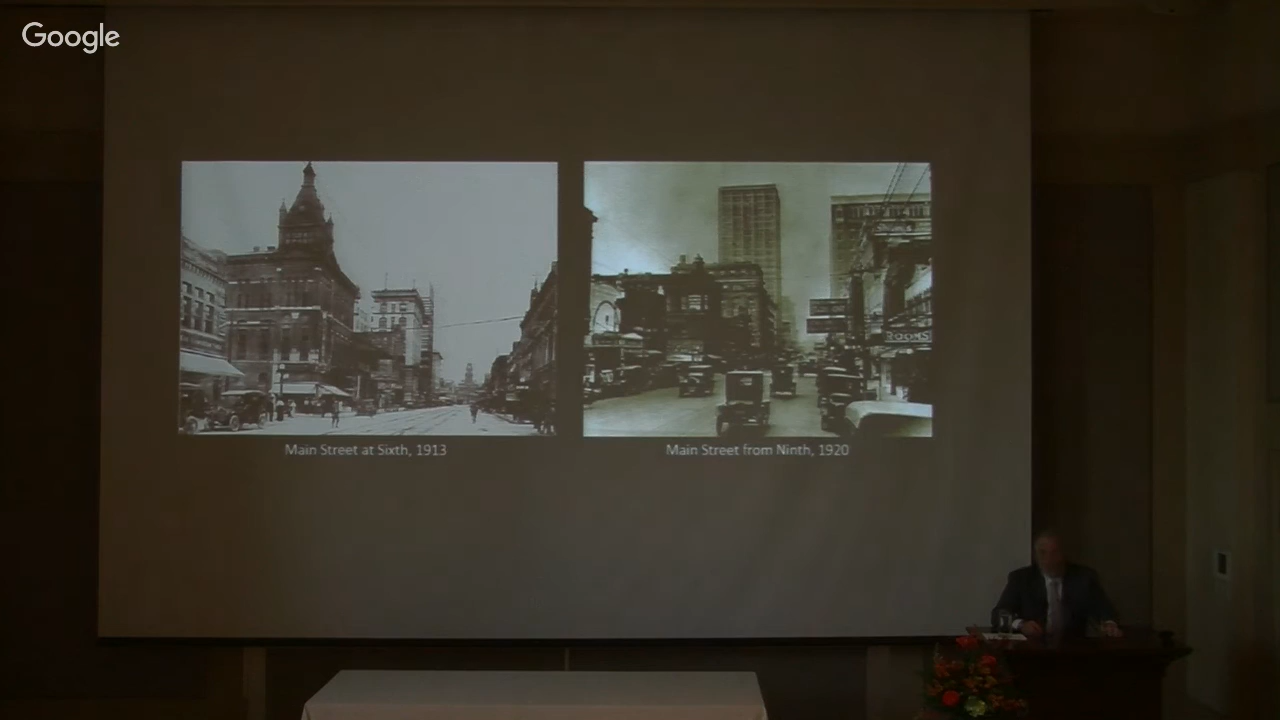 Google
ROOMS
Main Street at Sixth, 1913
Main Street from Ninth, 1920